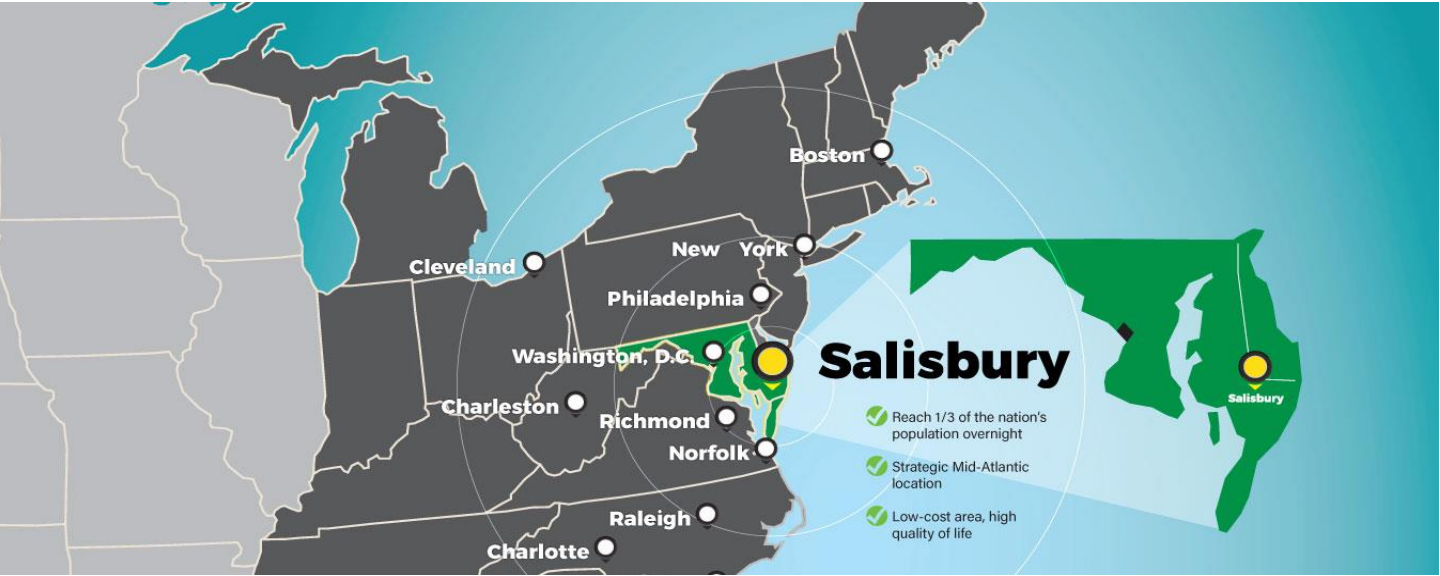 Boston
New York
Cleveland
Philadelphia
Washington, D.C.
Salisbury
Charleston
Richmond
Norfolk
Raleigh
Charlotte
Reach 1/3 of the nation's
population overnight
Strategic Mid-Atlantic
location
Low-cost area, high
quality of life
Salisbury